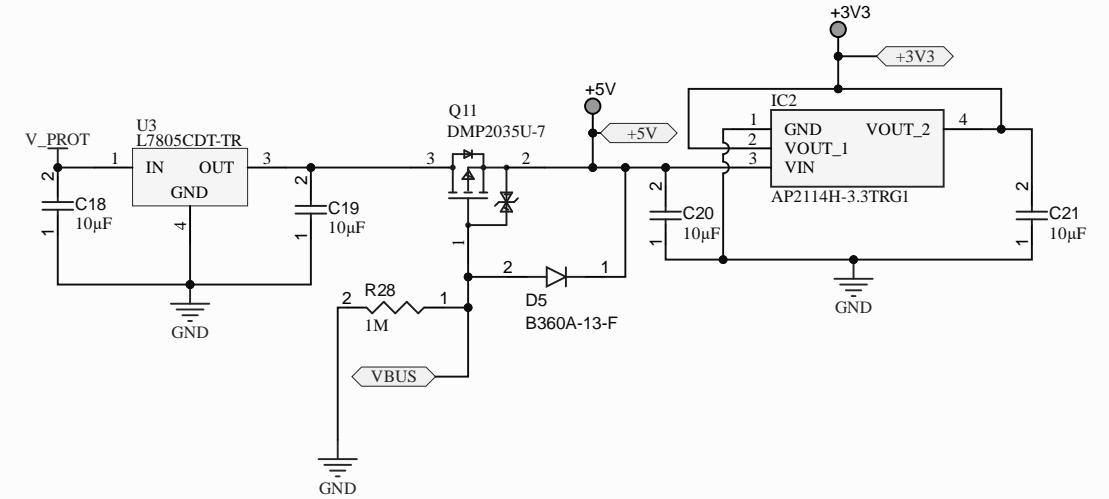 +3V3
+3V3
+5V
+5V
Q11
DMP2035U-7
U3
L7805CDT-TR
V_PROT
1
IN
OUT
GND
3
4
2
C18
10µF
1
2
C19
10µF
1
GND
3
2
1
IC2
1
GND
VOUT_2
4
2
VOUT_1
3
VIN
AP2114H-3.3TRG1
2
C20
10µF
1
2
C21
10µF
1
GND
2
1
D5
B360A-13-F
2
R28
1
1M
VBUS
GND